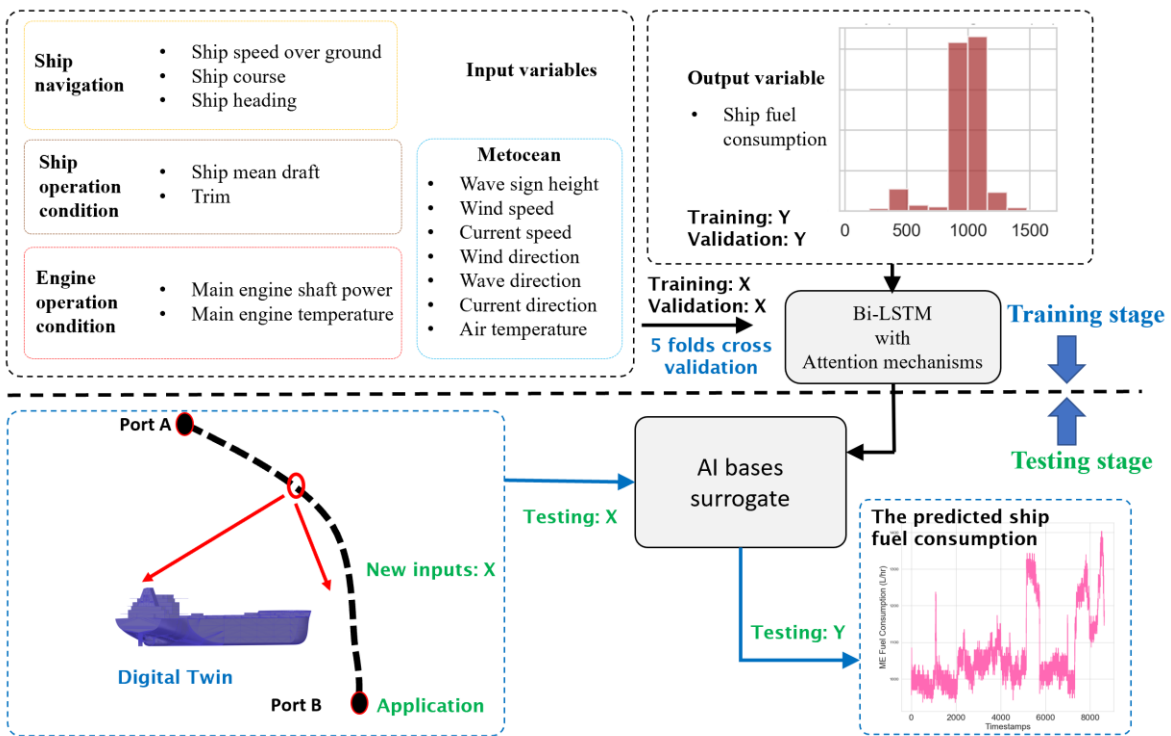 Ship
navigation
• Ship speed over ground
• Ship course
• Ship heading
Input variables
Ship
operation
condition
• Ship mean draft
• Trim
Engine
operation
condition
• Main engine shaft power
• Main engine temperature
Metocean
• Wave sign height
• Wind speed
• Current speed
• Wind direction
• Wave direction
• Current direction
• Air temperature
Output variable
• Ship fuel
consumption
Training: Y
Validation: Y
0 500 1000 1500
Training: X
Validation: X
5 folds cross
validation
Bi-LSTM
with
Attention mechanisms
Training stage
Testing stage
Port A
New inputs: X
Digital Twin
Port B
Application
Testing: X
AI bases
surrogate
Testing: Y
The predicted ship
fuel consumption
ME Fuel Consumption (L/hr)
0 2000 4000 6000 8000
Timestamps